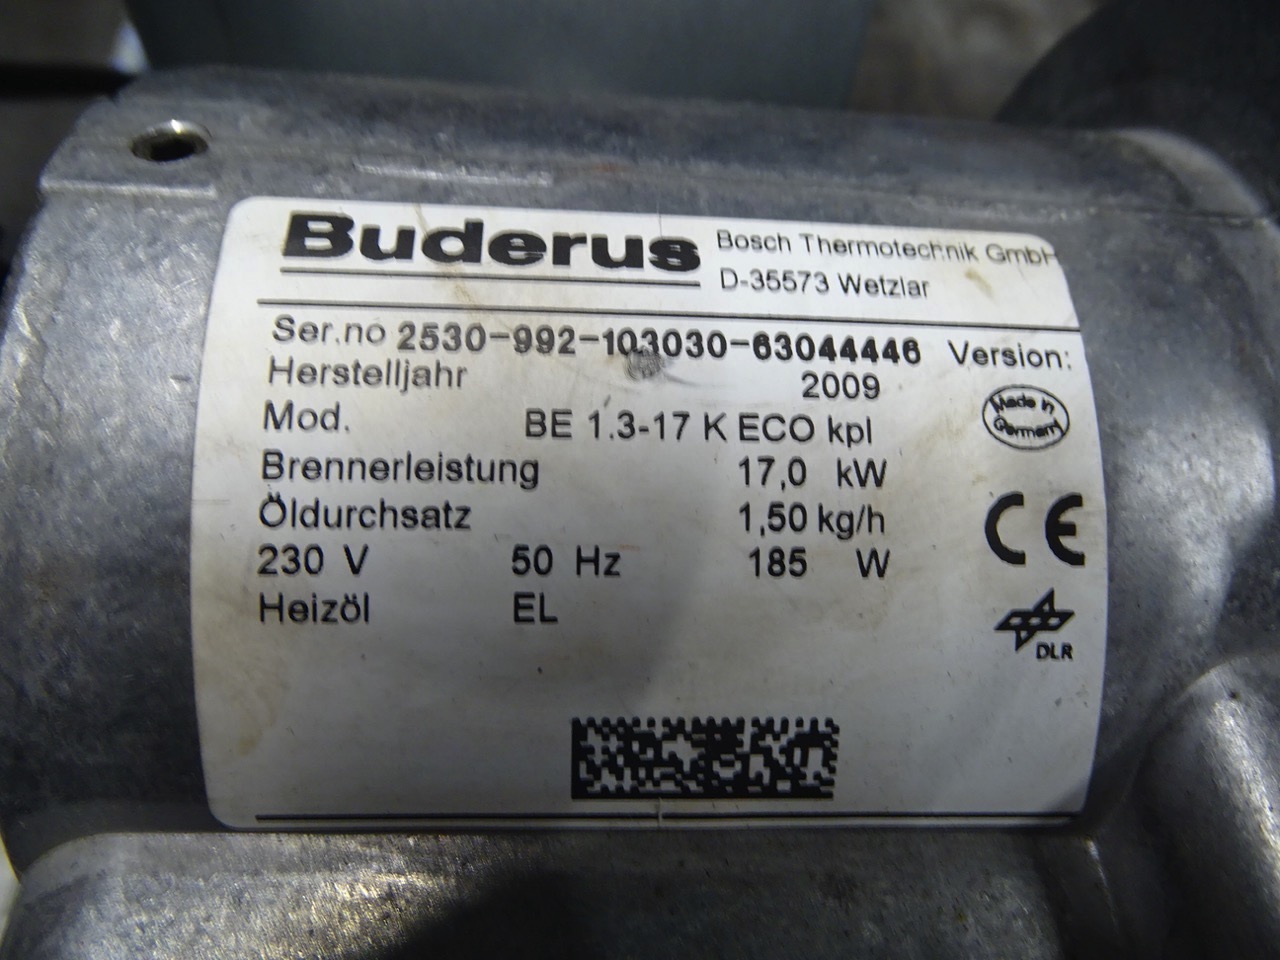 Buderus Bosch Thermotechnik GmbH
D-35573 Wetzlar
Ser.no 2530-992-103030-63044446 Version:
Herstelljahr 2009
Mod. BE 1.3-17 K ECO kpl
Made in
Germany
Brennerleistung 17,0 kW
Öldurchsatz 1,50 kg/h
CE
230 V 50 Hz 185 W
Heizöl EL
DLR